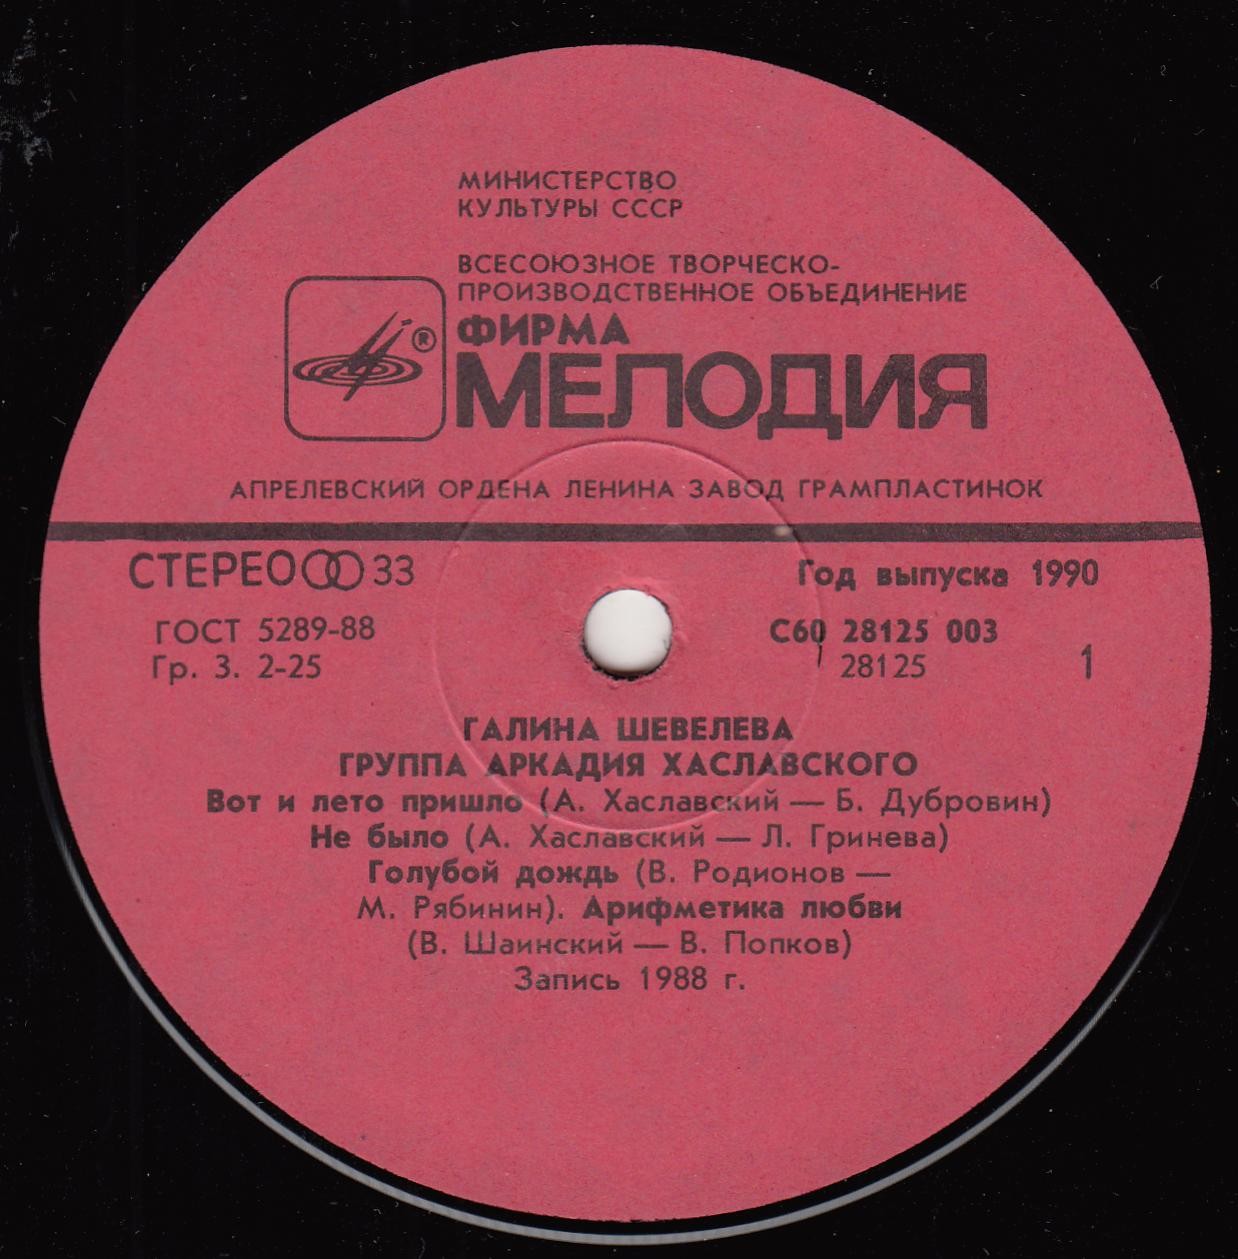 МИНИСТЕРСТВО
КУЛЬТУРЫ СССР
ВСЕСОЮЗНОЕ ТВОРЧЕСКО-
ПРОИЗВОДСТВЕННОЕ ОБЪЕДИНЕНИЕ
ФИРМА
®
МЕЛОДИЯ
АПРЕЛЕВСКИЙ ОРДЕНА ЛЕНИНА ЗАВОД ГРАМПЛАСТИНОК
СТЕРЕО 33
Год выпуска 1990
ГОСТ 5289-88
С60 28125 003
Гр. 3. 2-25
28125
1
ГАЛИНА ШЕВЕЛЕВА
ГРУППА АРКАДИЯ ХАСЛАВСКОГО
Вот и лето пришло (А. Хаславский — Б. Дубровин)
Не было (А. Хаславский — Л. Гринева)
Голубой дождь (В. Родионов —
М. Рябинин). Арифметика любви
(В. Шаинский — В. Попков)
Запись 1988 г.